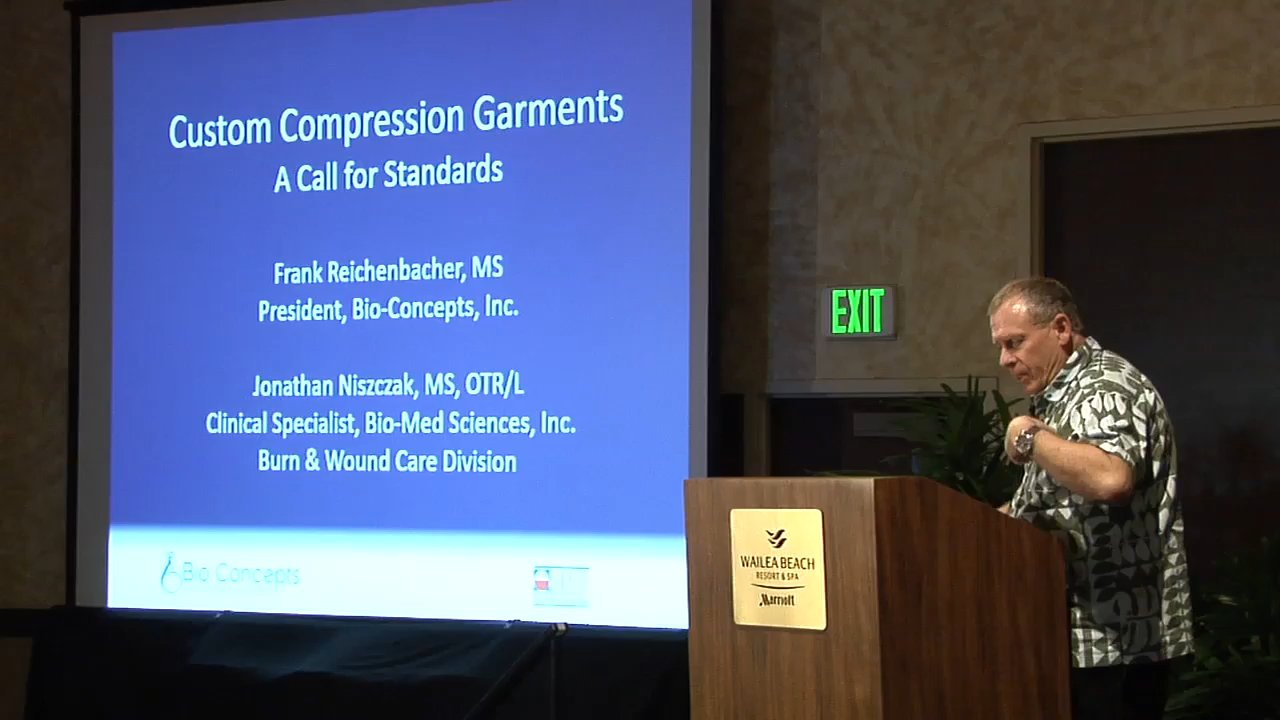 Custom Compression Garments
A Call for Standards
Frank Reichenbacher, MS
President, Bio-Concepts, Inc.
Jonathan Niszczak, MS, OTR/L
Clinical Specialist, Bio-Med Sciences, Inc.
Burn & Wound Care Division
Bio Concepts
EXIT
WAILEA BEACH
RESORT & SPA
Marriott